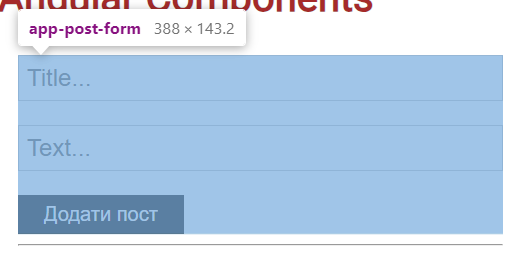 Angular Components
app-post-form 388 × 143.2
Title...
Text...
Додати пост